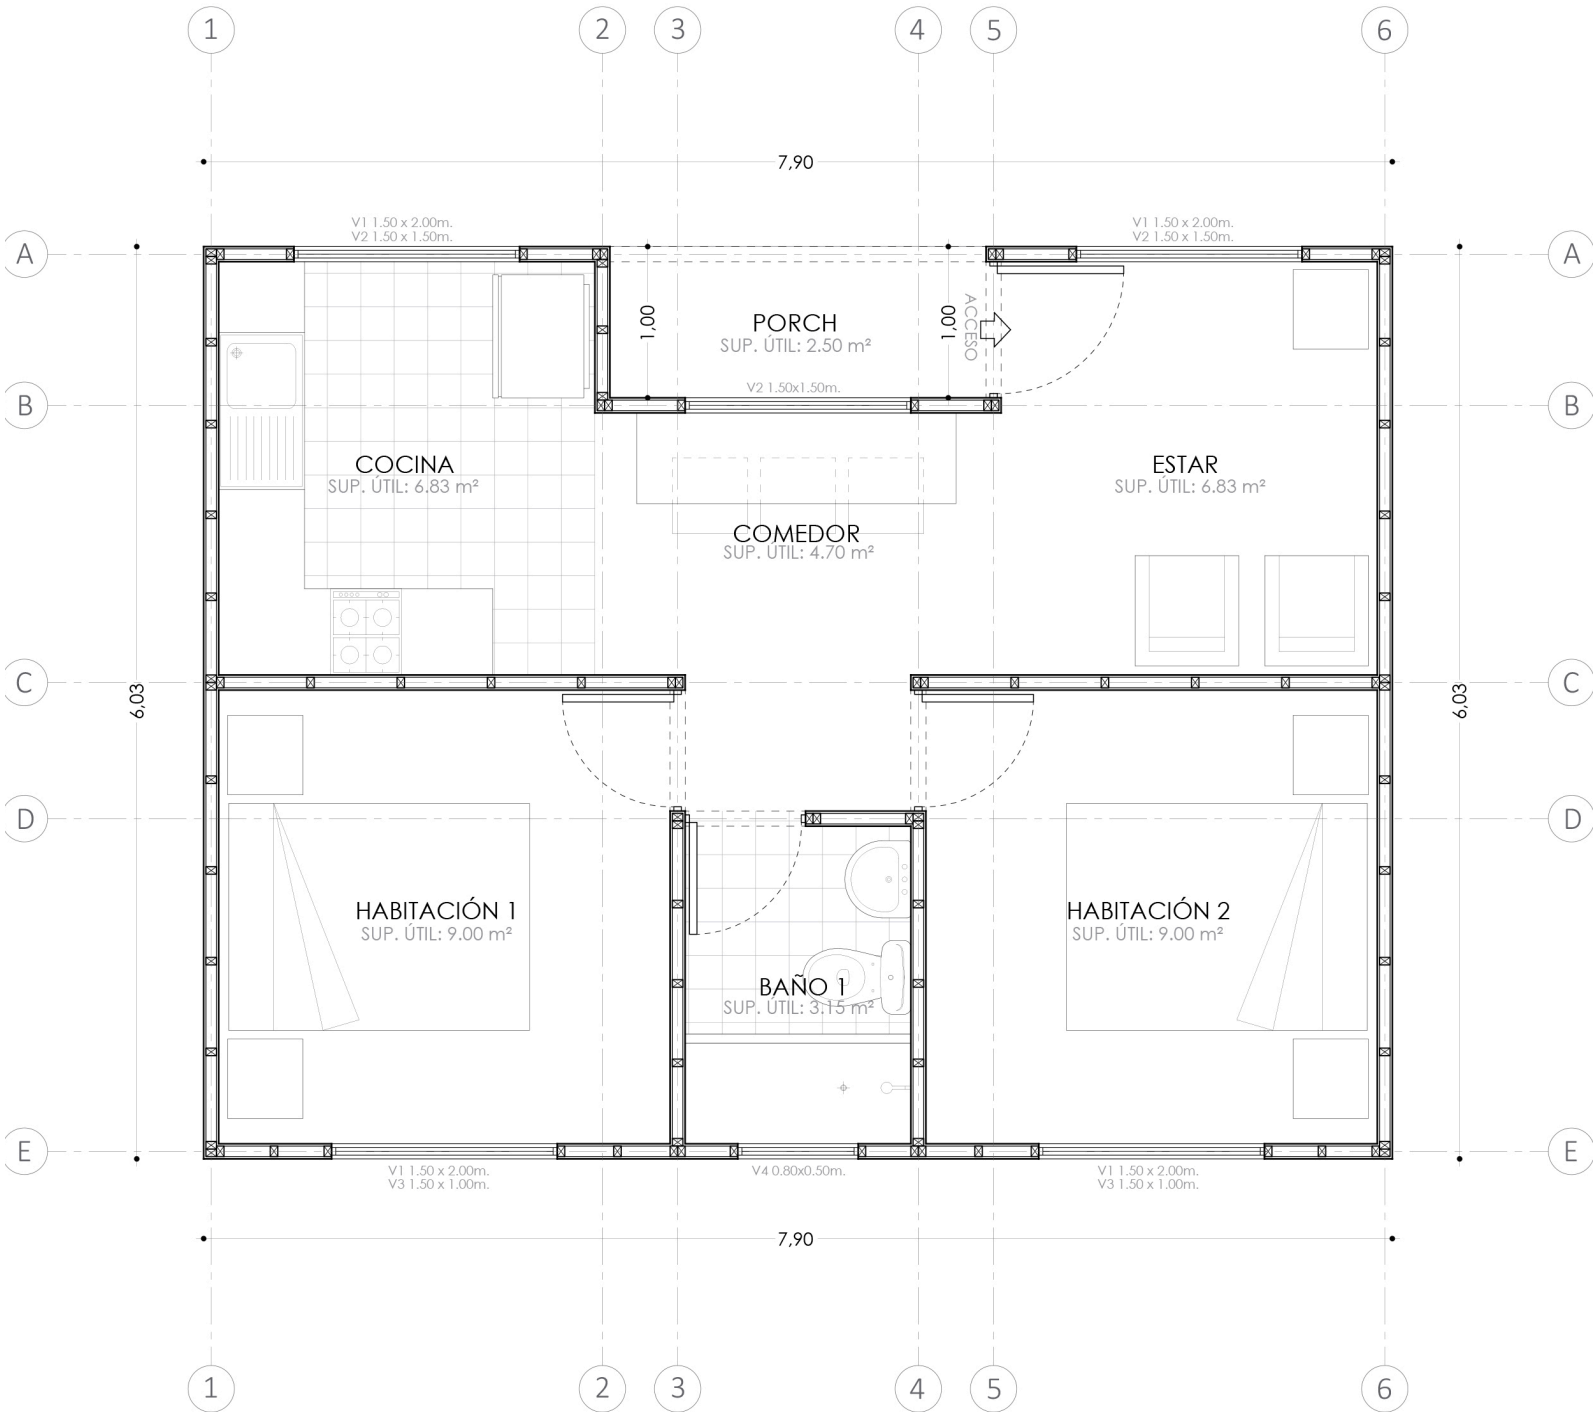 1
2
3
4
5
6
7,90
V1 1.50 x 2.00m.
V2 1.50 x 1.50m.
V1 1.50 x 2.00m.
V2 1.50 x 1.50m.
A
A
1,00
PORCH
SUP. ÚTIL: 2.50 m²
1,00
ACCESO
V2 1.50x1.50m.
B
B
COCINA
SUP. ÚTIL: 6.83 m²
ESTAR
SUP. ÚTIL: 6.83 m²
COMEDOR
SUP. ÚTIL: 4.70 m²
C
C
6,03
6,03
D
D
HABITACIÓN 1
SUP. ÚTIL: 9.00 m²
HABITACIÓN 2
SUP. ÚTIL: 9.00 m²
BAÑO 1
SUP. ÚTIL: 3.15 m²
E
E
V1 1.50 x 2.00m.
V3 1.50 x 1.00m.
V4 0.80x0.50m.
V1 1.50 x 2.00m.
V3 1.50 x 1.00m.
7,90
1
2
3
4
5
6